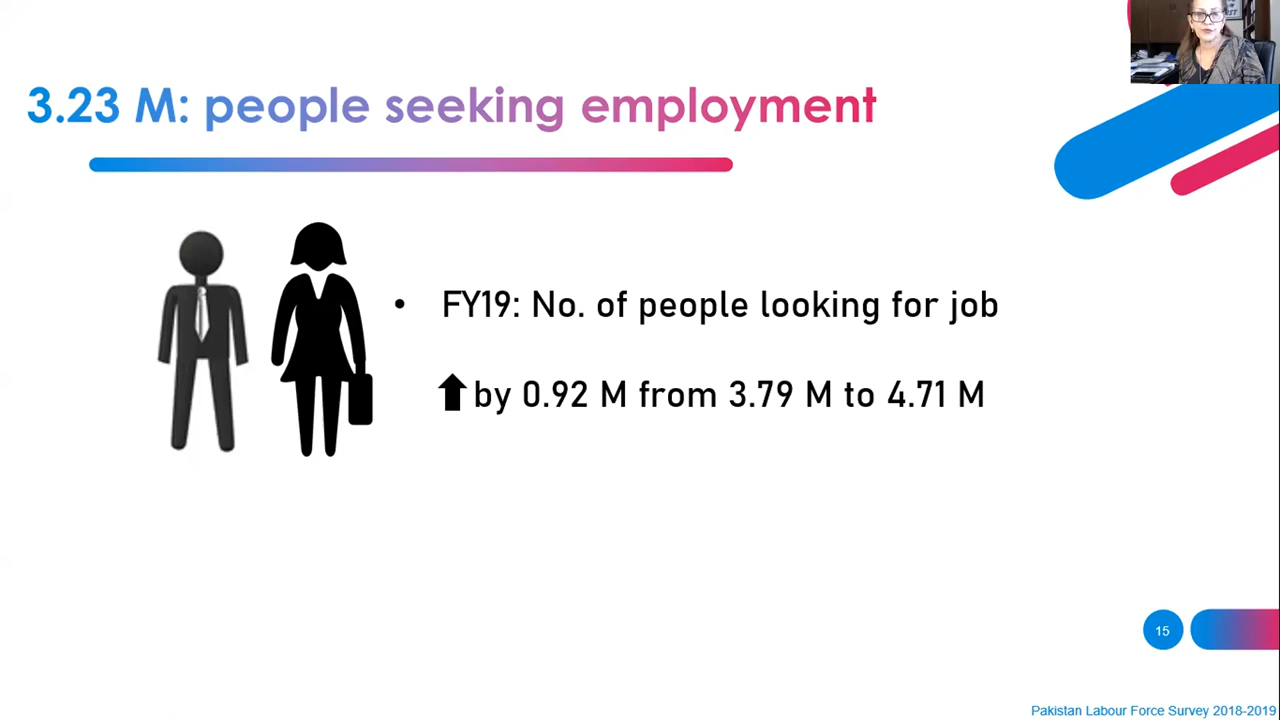 3.23 M: people seeking employment
• FY19: No. of people looking for job
by 0.92 M from 3.79 M to 4.71 M
15
Pakistan Labour Force Survey 2018-2019